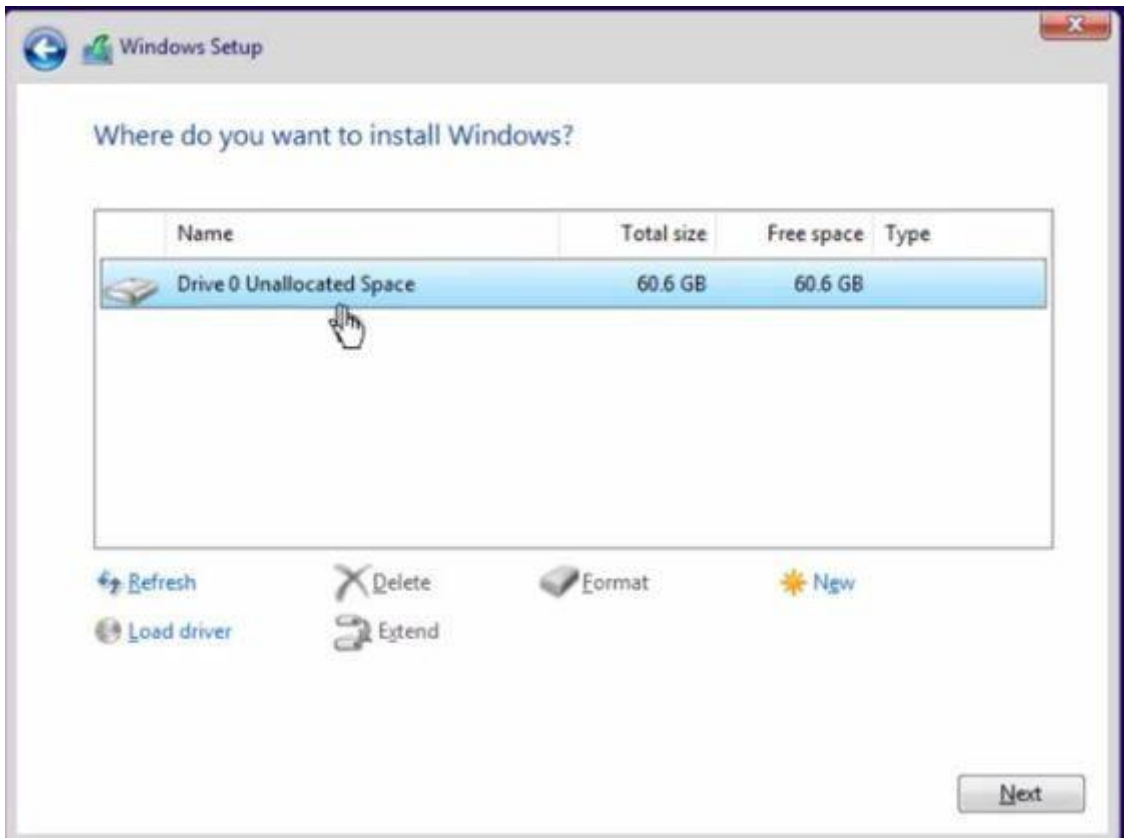 Windows Setup
Where do you want to install Windows?
Name Total size Free space Type
Drive 0 Unallocated Space 60.6 GB 60.6 GB
Refresh Delete Format New
Load driver Extend
Next